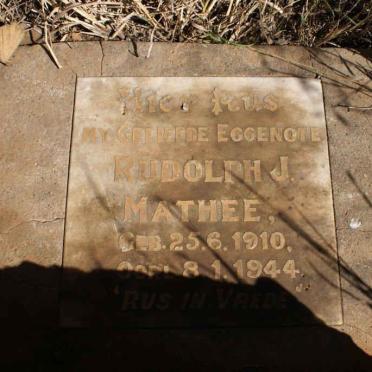 Hier Rus
MY GELIEFDE EGGENOTE
RUDOLPH J.
MATHEE,
GEB. 25.6.1910,
OORL. 8.1.1944.
"RUS IN VREDE"